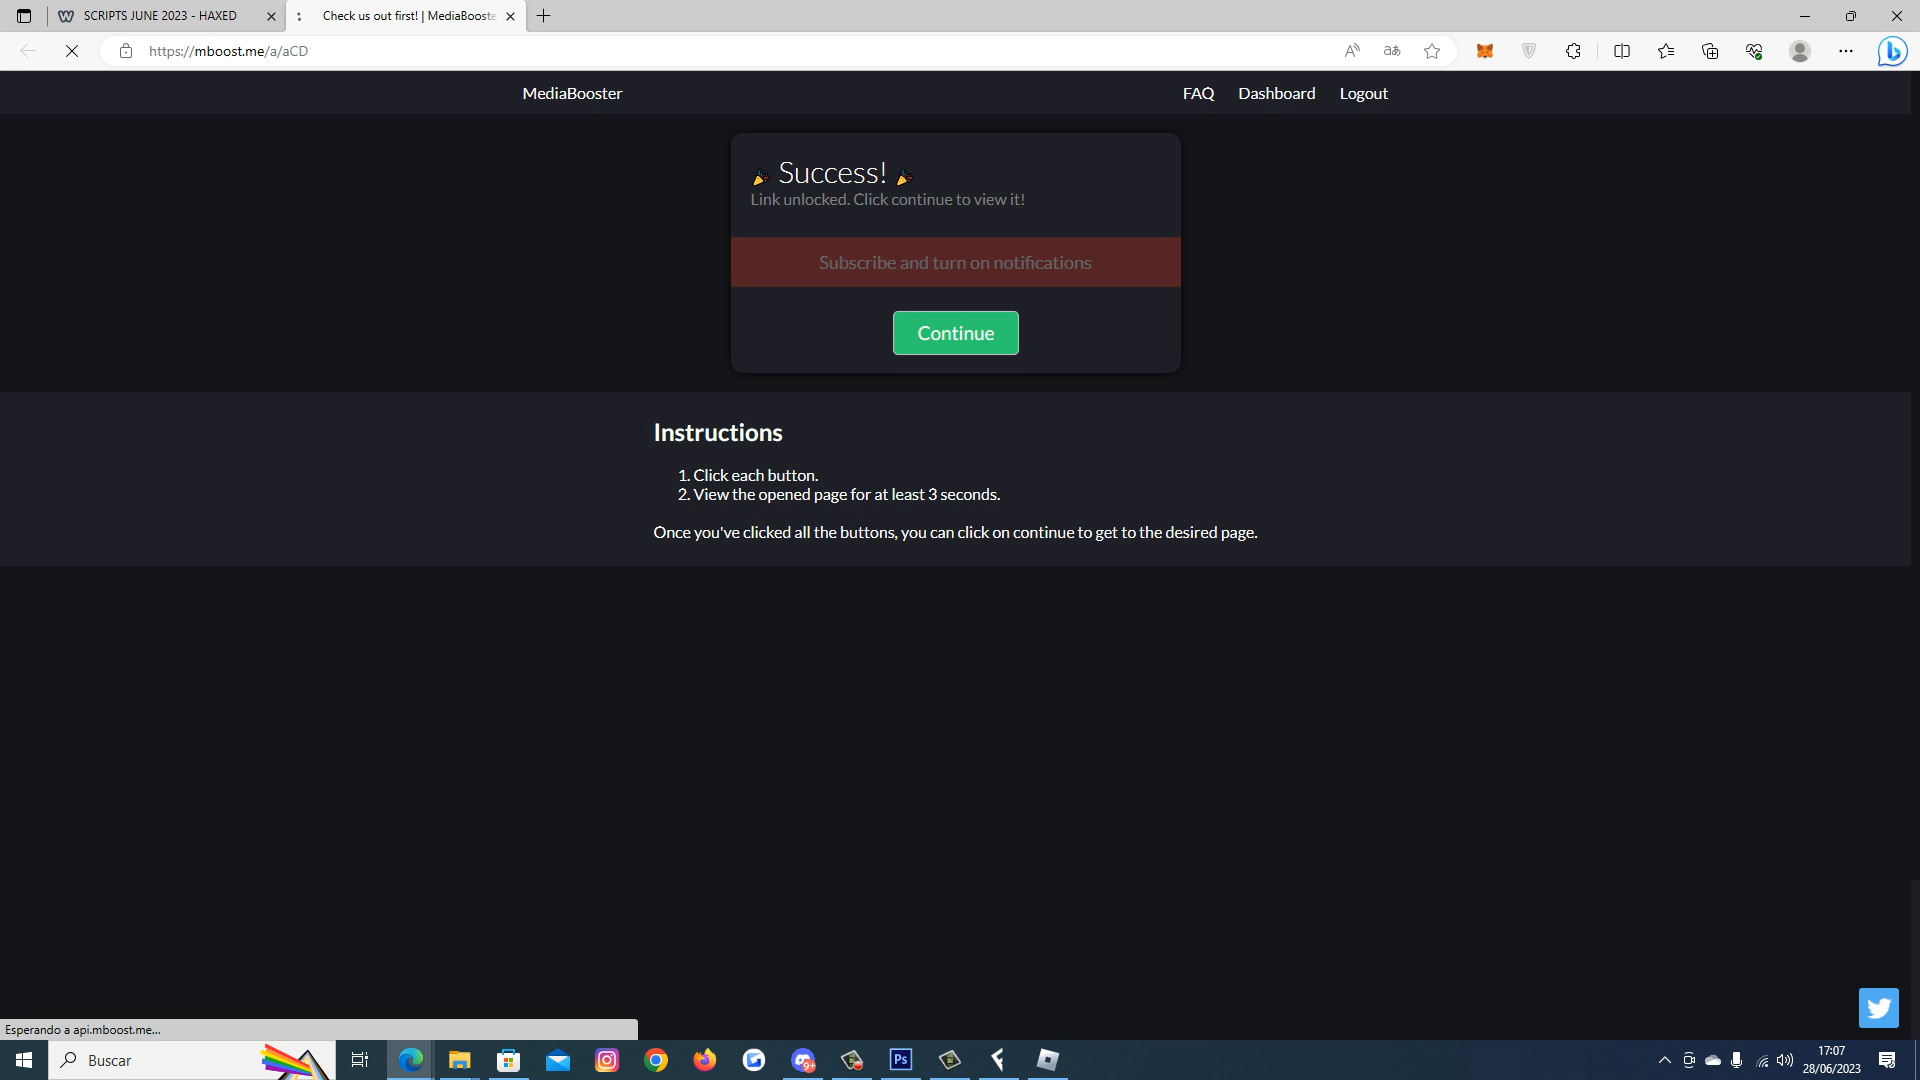 SCRIPTS JUNE 2023 - HAXED
Check us out first! | MediaBooste
https://mboost.me/a/aCD
MediaBooster
FAQ
Dashboard
Logout
Success!
Link unlocked. Click continue to view it!
Subscribe and turn on notifications
Continue
Instructions
1. Click each button.
2. View the opened page for at least 3 seconds.
Once you've clicked all the buttons, you can click on continue to get to the desired page.
Esperando a api.mboost.me...
Buscar
9+
Ps
17:07
28/06/2023